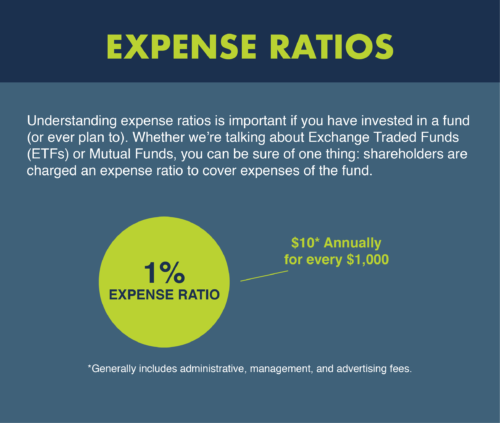 EXPENSE RATIOS
Understanding expense ratios is important if you have invested in a fund
(or ever plan to). Whether we’re talking about Exchange Traded Funds
(ETFs) or Mutual Funds, you can be sure of one thing: shareholders are
charged an expense ratio to cover expenses of the fund.
1%
EXPENSE RATIO
$10* Annually
for every $1,000
*Generally includes administrative, management, and advertising fees.